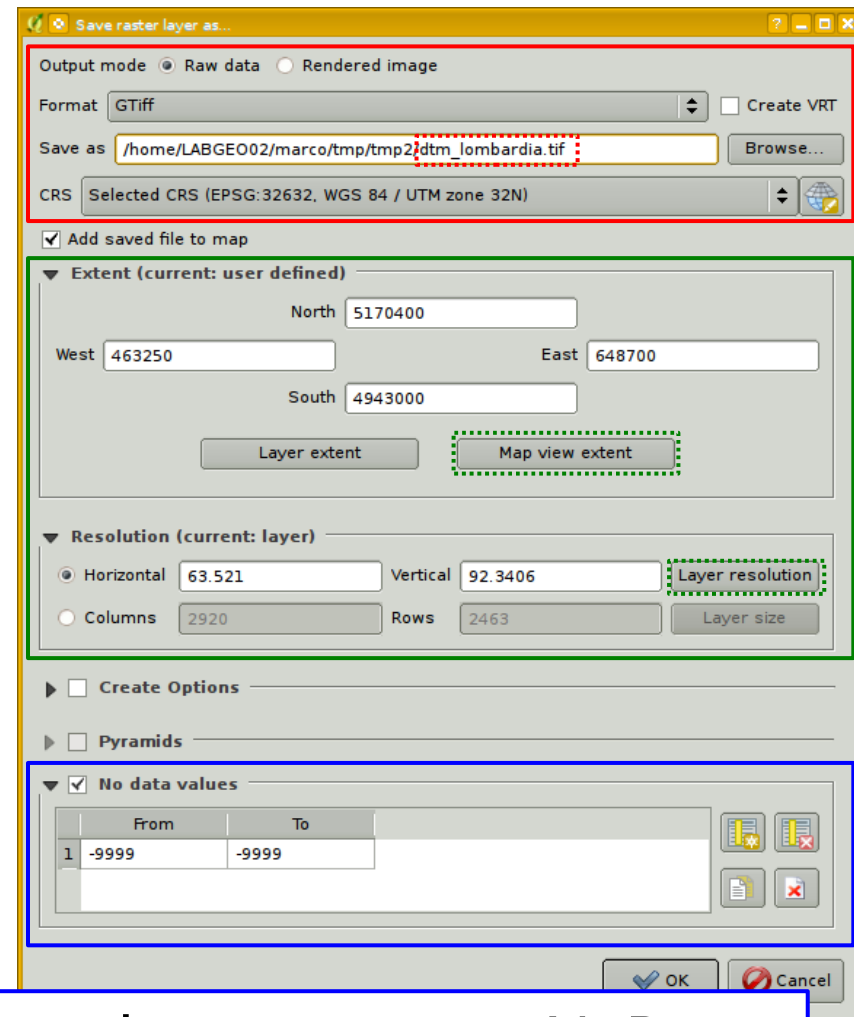 Save raster layer as...
Output mode Raw data Rendered image
Format GTiff Create VRT
Save as /home/LABGEO02/marco/tmp/tmp2/dtm_lombardia.tif Browse...
CRS Selected CRS (EPSG:32632, WGS 84 / UTM zone 32N)
Add saved file to map
Extent (current: user defined)
North 5170400
West 463250 East 648700
South 4943000
Layer extent Map view extent
Resolution (current: layer)
Horizontal 63.521 Vertical 92.3406 Layer resolution
Columns 2920 Rows 2463 Layer size
Create Options
Pyramids
No data values
From To
1 -9999 -9999
OK Cancel